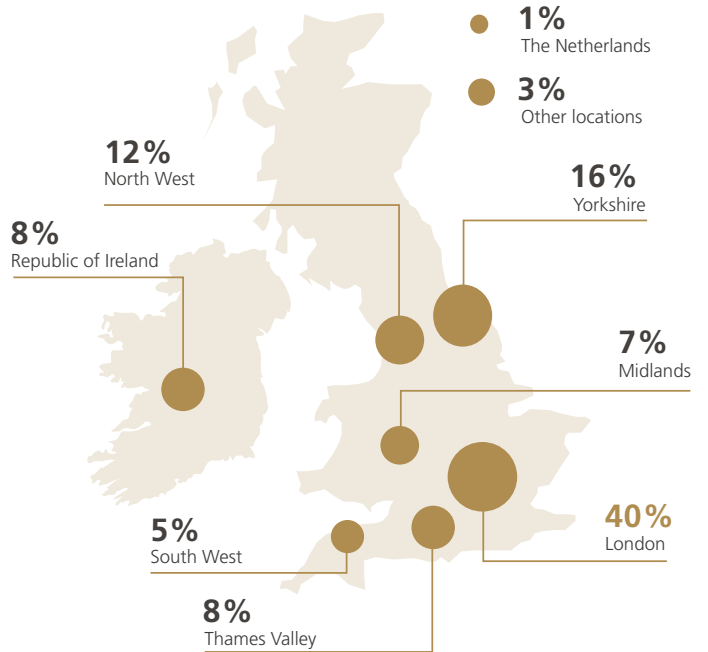 1%
The Netherlands
3%
Other locations
12%
North West
16%
Yorkshire
8%
Republic of Ireland
7%
Midlands
40%
London
5%
South West
8%
Thames Valley